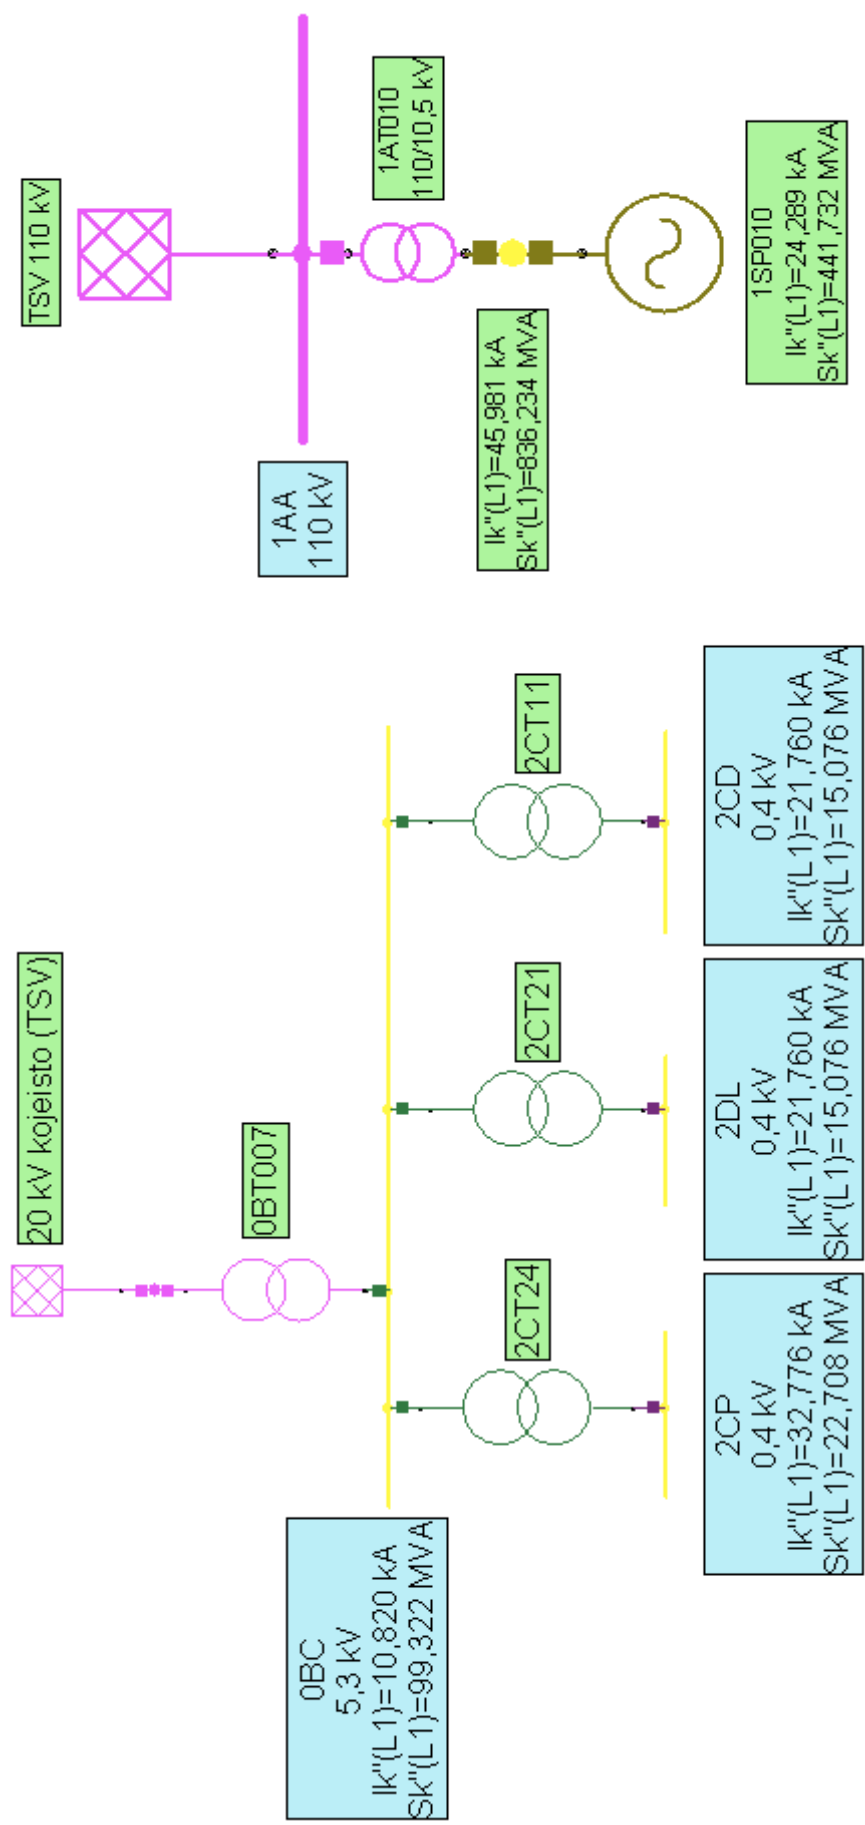 20 kV kojeisto (TSV)
0BT007
0BC
5,3 kV
Ik"(L1)=10,820 kA
Sk"(L1)=99,322 MVA
2CT24
2CT21
2CT11
2CP
0,4 kV
Ik"(L1)=32,776 kA
Sk"(L1)=22,708 MVA
2DL
0,4 kV
Ik"(L1)=21,760 kA
Sk"(L1)=15,076 MVA
2CD
0,4 kV
Ik"(L1)=21,760 kA
Sk"(L1)=15,076 MVA
TSV 110 kV
1AA
110 kV
1AT010
110/10,5 kV
Ik"(L1)=45,981 kA
Sk"(L1)=836,234 MVA
1SP010
Ik"(L1)=24,289 kA
Sk"(L1)=441,732 MVA